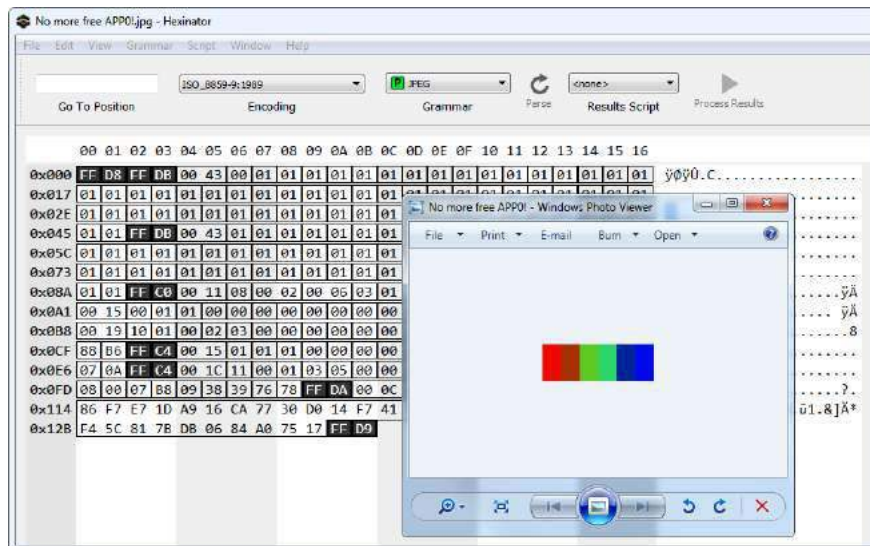 No more free APP0!.jpg - Hexinator
File Edit View Grammar Script Window Help
ISO_8859-9:1989
P JPEG
<none>
Go To Position
Encoding
Grammar
Parse
Results Script
Process Results
00 01 02 03 04 05 06 07 08 09 0A 0B 0C 0D 0E 0F 10 11 12 13 14 15 16
0x000 FF D8 FF DB 00 43 00 01 01 01 01 01 01 01 01 01 01 01 01 01 01 01 01 ÿØÿÛ.C.................
0x017 01 01 01 01 01 01 01 01 01 01 01 01
0x02E 01 01 01 01 01 01 01 01 01 01 01 01
0x045 01 01 FF DB 00 43 01 01 01 01 01 01
0x05C 01 01 01 01 01 01 01 01 01 01 01 01
0x073 01 01 01 01 01 01 01 01 01 01 01 01
0x08A 01 01 FF C0 00 11 08 00 02 00 06 03 01 ......ÿÄ
0x0A1 00 15 00 01 01 00 00 00 00 00 00 00 .... ÿÄ
0x0B8 00 19 10 01 00 02 03 00 00 00 00 00 .......8
0x0CF 88 B6 FF C4 00 15 01 01 01 00 00 00
0x0E6 07 0A FF C4 00 1C 11 00 01 03 05 00 00
0x0FD 08 00 07 B8 09 38 39 76 78 FF DA 00 0C ......?.
0x114 86 F7 E7 1D A9 16 CA 77 30 D0 14 F7 41 û1.8]Ä*
0x12B F4 5C 81 7B DB 06 84 A0 75 17 FF D9
No more free APP0! - Windows Photo Viewer
File Print E-mail Burn Open